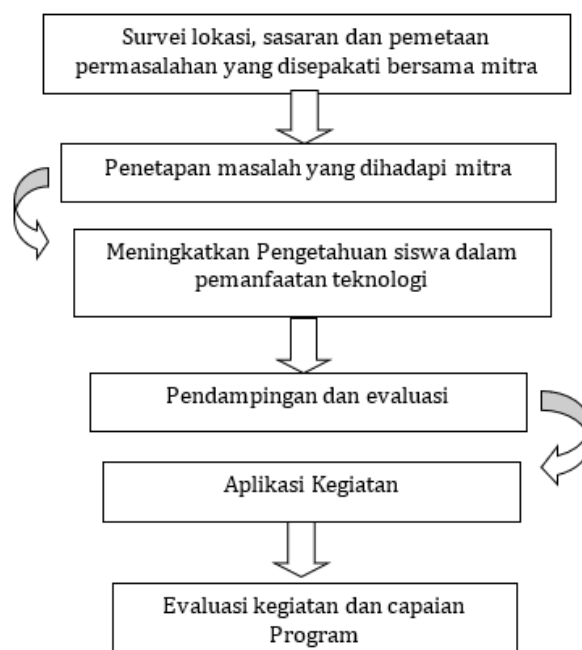 Survei lokasi, sasaran dan pemetaan
permasalahan yang disepakati bersama mitra
Penetapan masalah yang dihadapi mitra
Meningkatkan Pengetahuan siswa dalam
pemanfaatan teknologi
Pendampingan dan evaluasi
Aplikasi Kegiatan
Evaluasi kegiatan dan capaian
Program